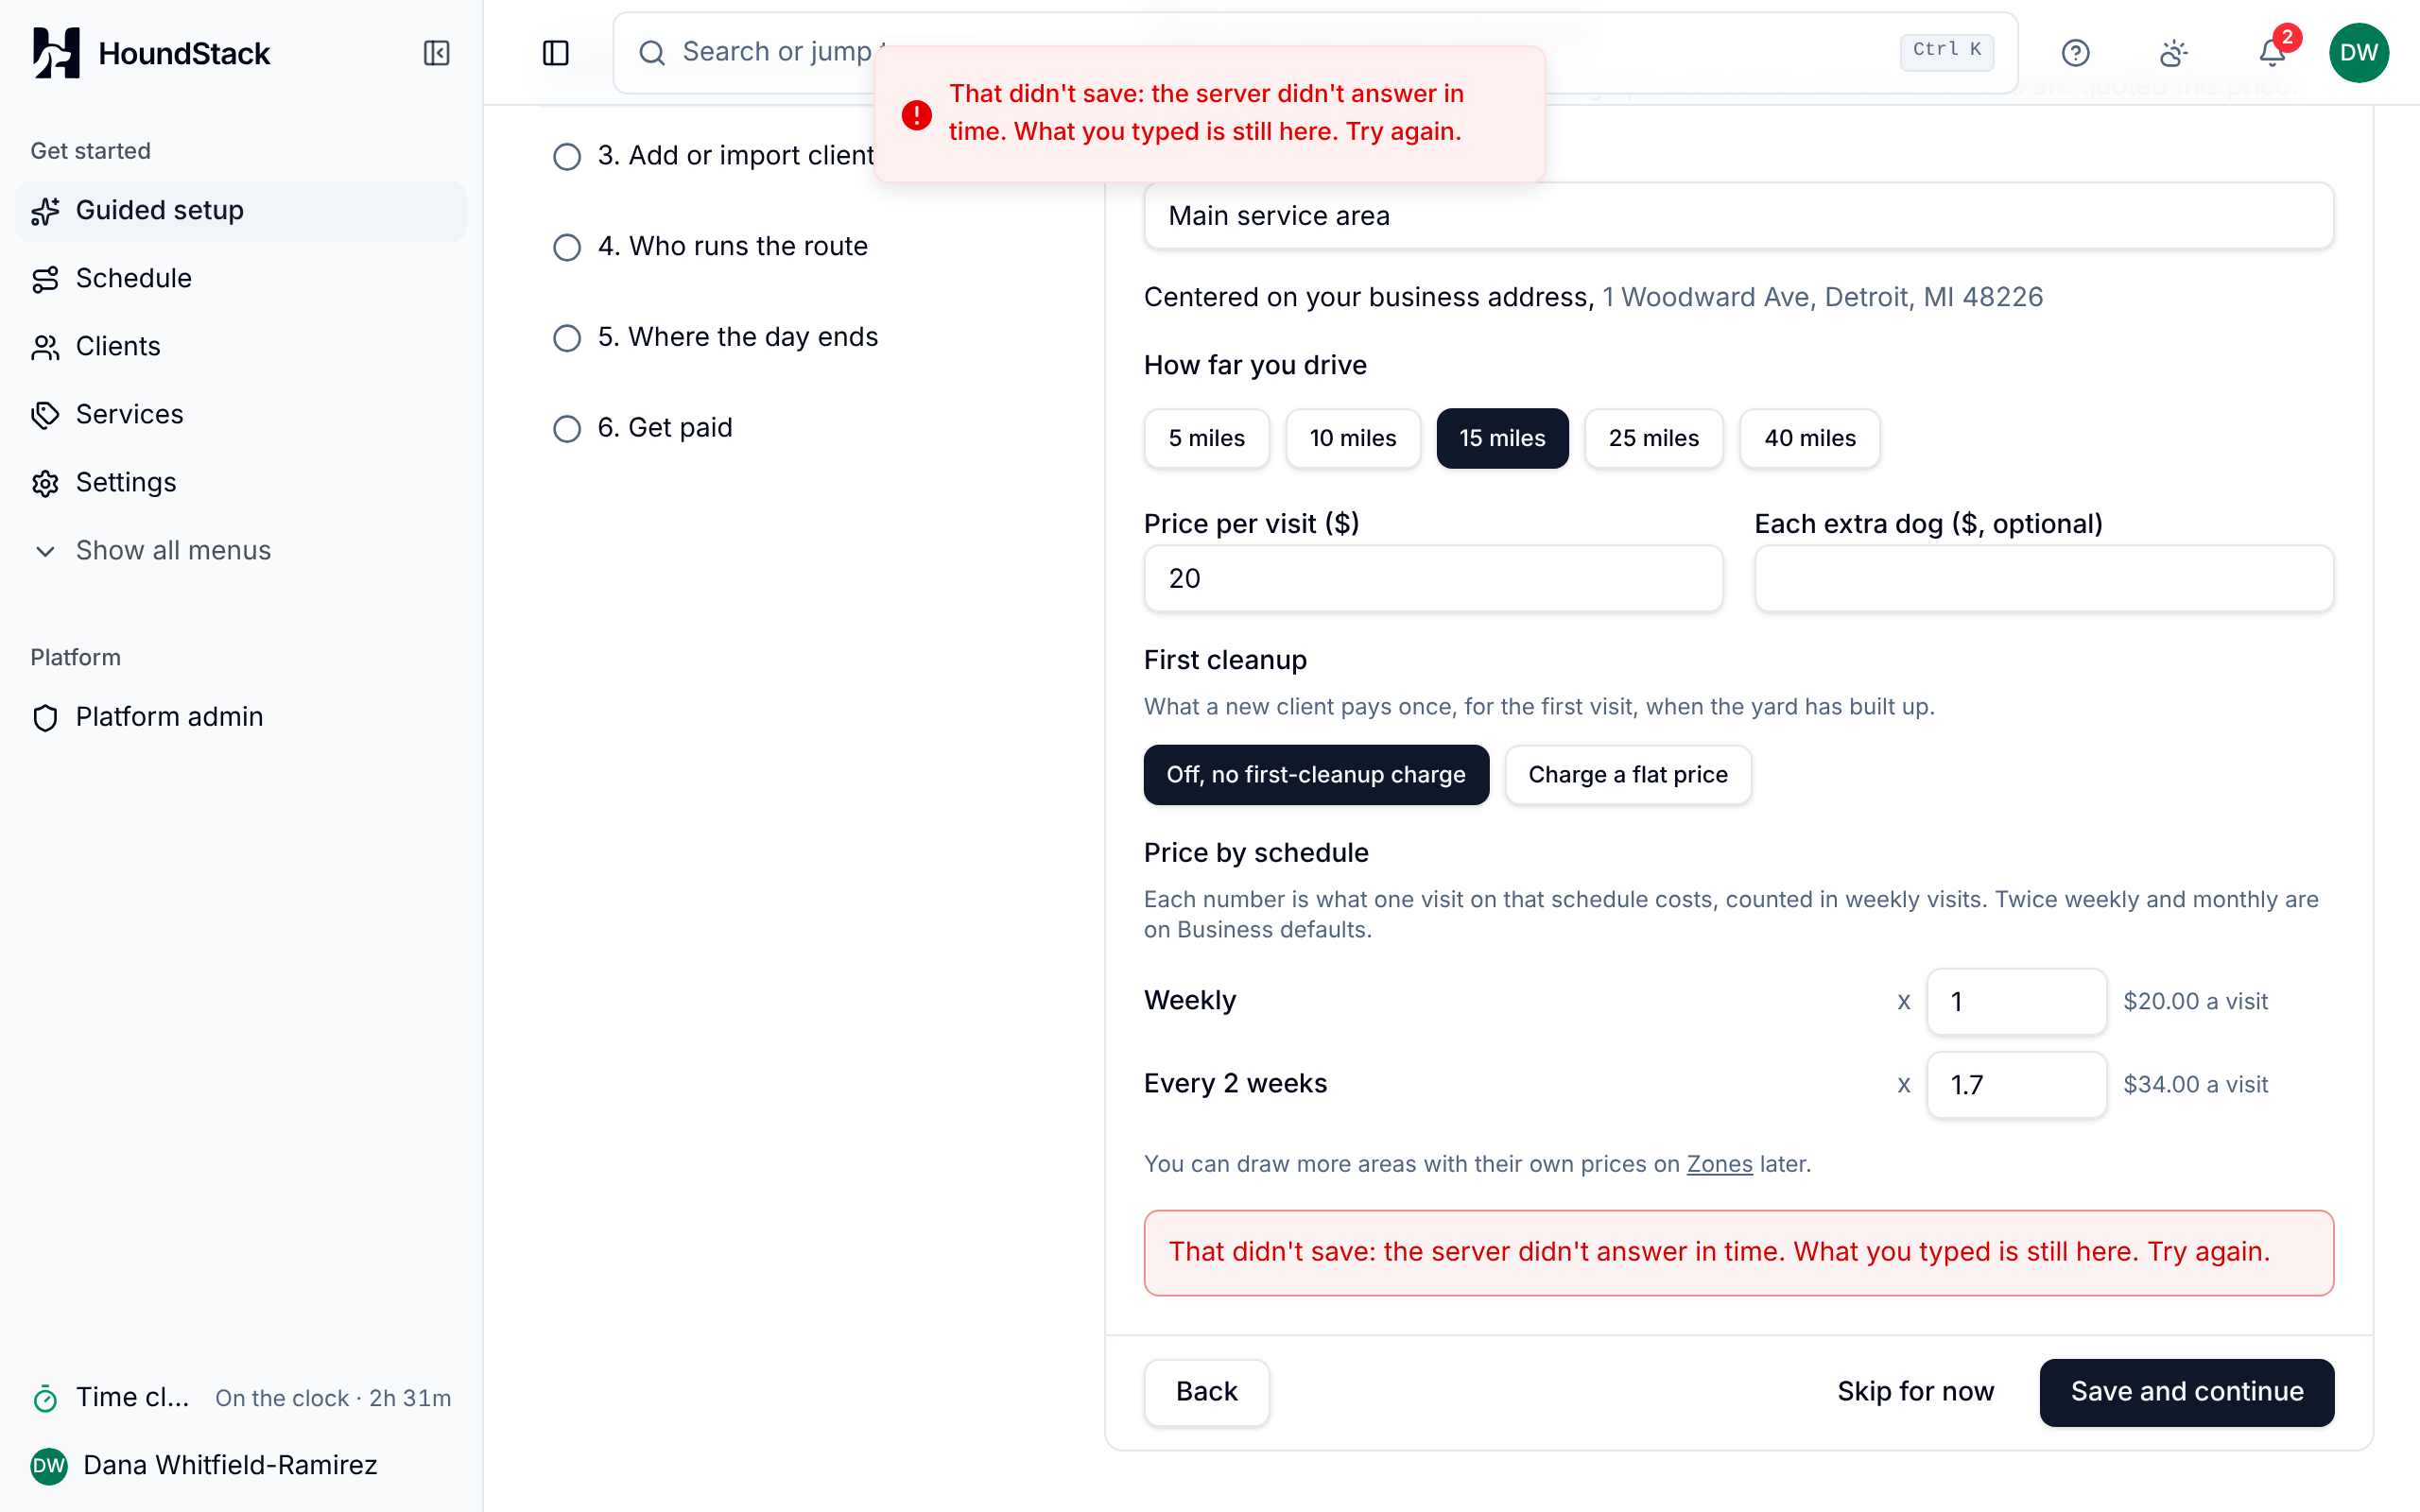 HoundStack
Get started
Guided setup
Schedule
Clients
Services
Settings
Show all menus
Platform
Platform admin
Time cl... On the clock · 2h 31m
DW Dana Whitfield-Ramirez
Search or jump
Ctrl K
2
DW
That didn't save: the server didn't answer in
time. What you typed is still here. Try again.
are quoted this price.
3. Add or import client
4. Who runs the route
5. Where the day ends
6. Get paid
Main service area
Centered on your business address, 1 Woodward Ave, Detroit, MI 48226
How far you drive
5 miles 10 miles 15 miles 25 miles 40 miles
Price per visit ($) Each extra dog ($, optional)
20
First cleanup
What a new client pays once, for the first visit, when the yard has built up.
Off, no first-cleanup charge Charge a flat price
Price by schedule
Each number is what one visit on that schedule costs, counted in weekly visits. Twice weekly and monthly are
on Business defaults.
Weekly x 1 $20.00 a visit
Every 2 weeks x 1.7 $34.00 a visit
You can draw more areas with their own prices on Zones later.
That didn't save: the server didn't answer in time. What you typed is still here. Try again.
Back Skip for now Save and continue